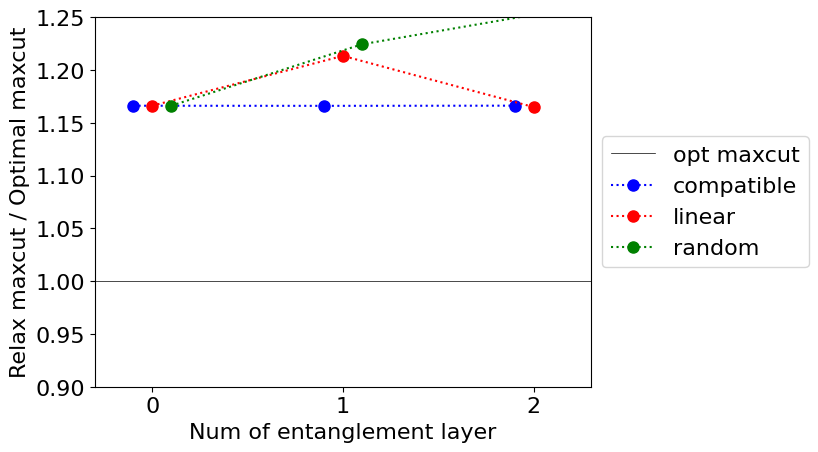 Relax maxcut / Optimal maxcut
1.25
1.20
1.15
1.10
1.05
1.00
0.95
0.90
0 1 2
Num of entanglement layer
opt maxcut
compatible
linear
random